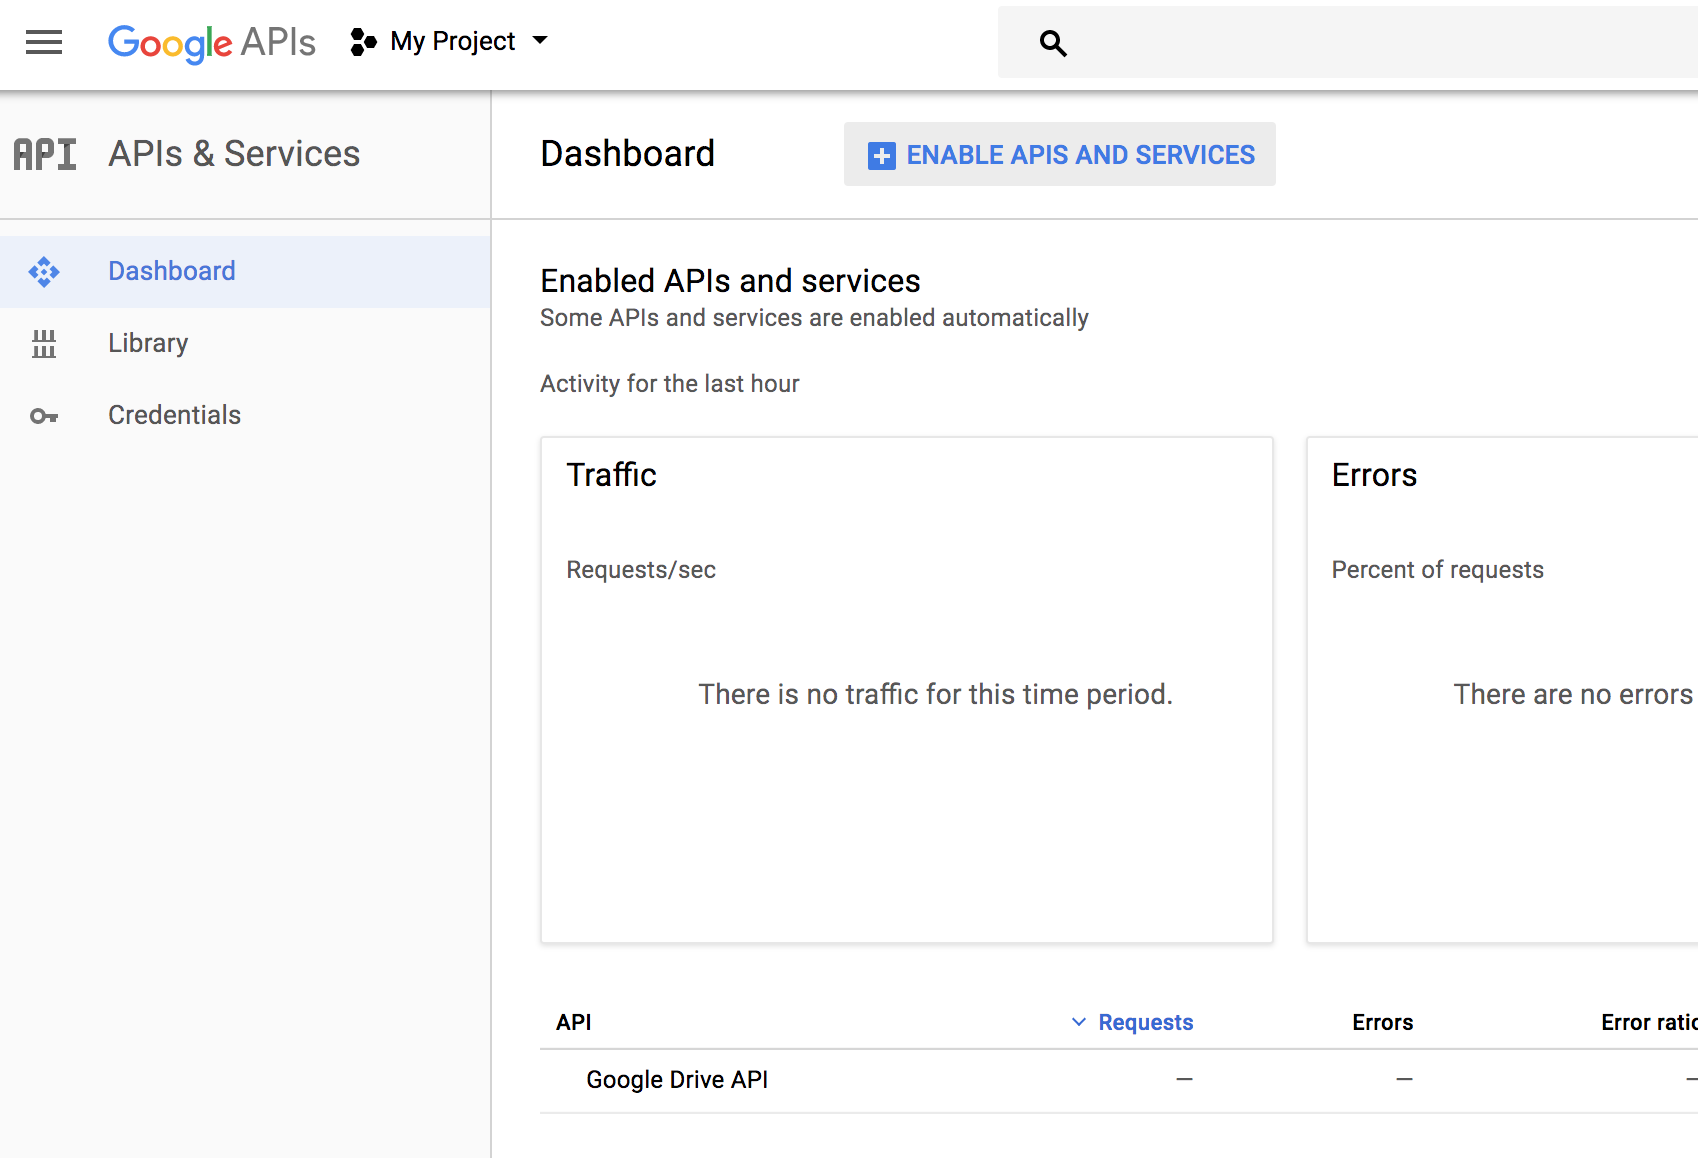 Google APIs My Project
API APIs & Services
Dashboard
ENABLE APIS AND SERVICES
Dashboard
Library
Credentials
Enabled APIs and services
Some APIs and services are enabled automatically
Activity for the last hour
Traffic
Requests/sec
There is no traffic for this time period.
Errors
Percent of requests
There are no errors
API Requests Errors Error ratio
Google Drive API — — —